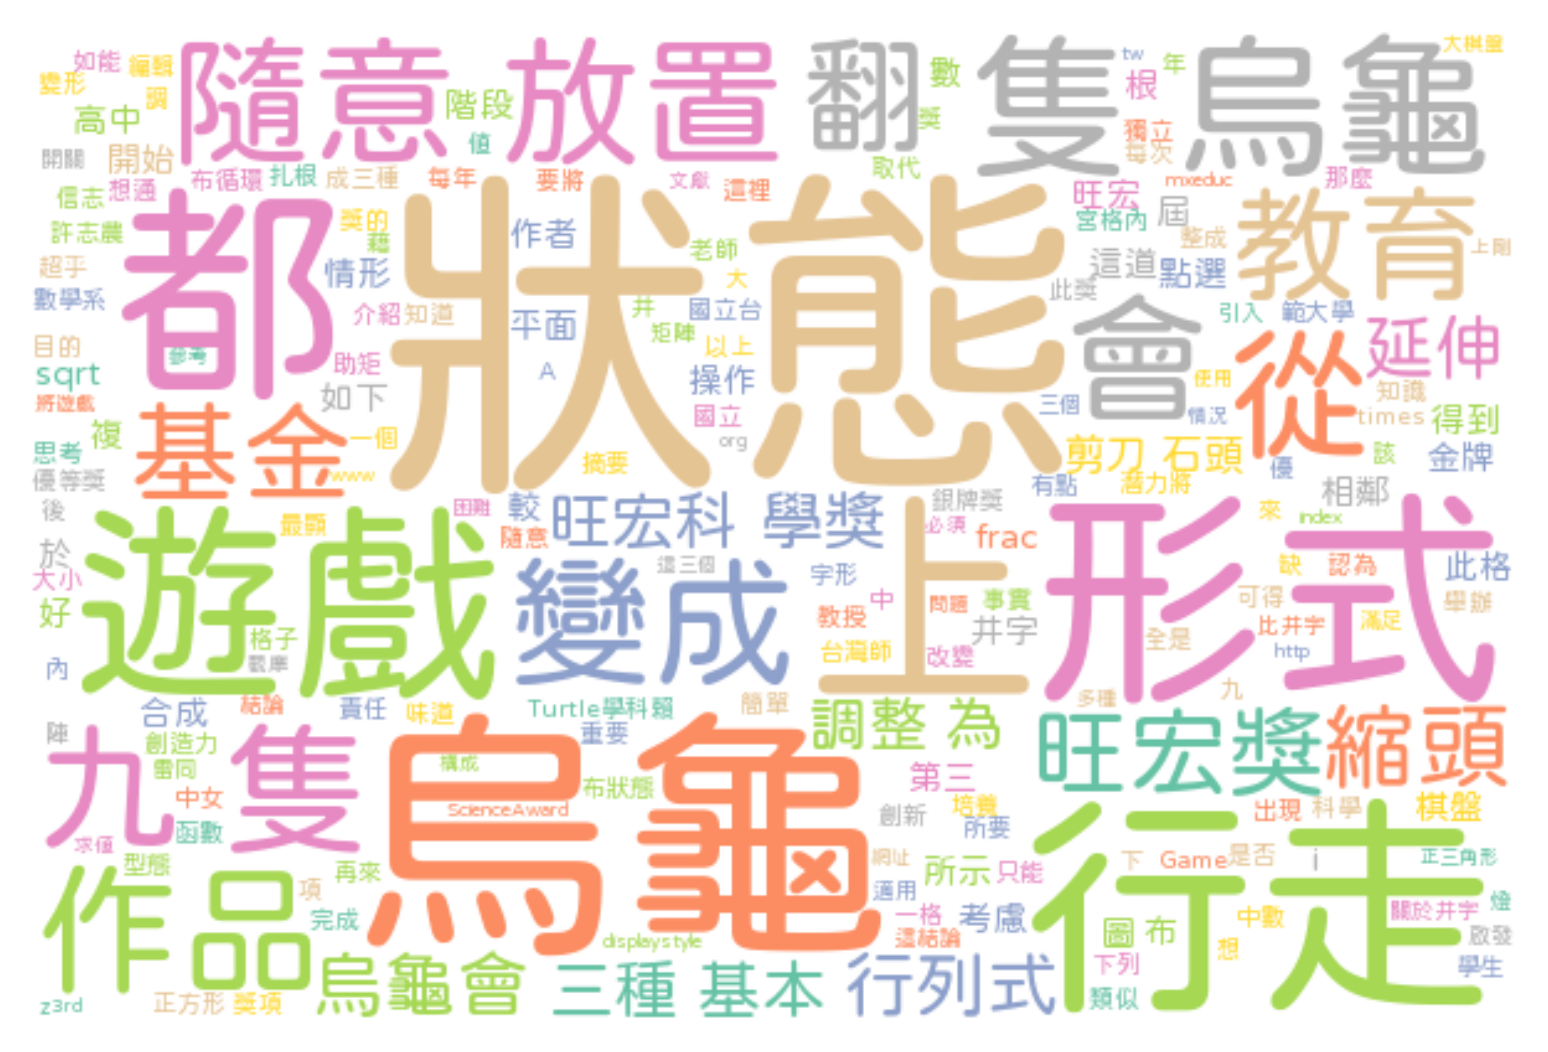 如能 編輯 隨意 放置 翻 隻 烏龜 tw 年 大棋盤
變形 調 階段 數 根
高中 值 獎 獨立
開關 開始 取代 每次
布循環 扎根 成三種 每年 要將 文獻 這裡 旺宏 mxeduc 那麼
信志 想通 獎的 都 狀態 宮格內 屆 教育
許志農 籍 作者 老師 整成 上剛
超乎 情形 大 這道 點選
數學系 介紹 知道 平面 井 國立台 此獎 會 引入 範大學
目的 參考 助矩 矩陣 以上 從 延伸
sqrt 如下 A 操作 使用 知識
將遊戲 基金 國立 三個 情況 times 得到
複 一個 org 剪刀 石頭 該
思考 www 摘要 優 金牌
優等獎 困難 有點 潛力將 相鄰
後 最顯 較 旺宏科 學獎 銀牌獎 來 index
於 遊戲 隨意 必須 frac 上 形式
大小 變成 這三個 字形 缺 認為 此格
好 中 問題 事實 可得 舉辦
格子 教授 井字 全是 比井字 滿足
內 觀摩 台灣師 改變 http
合成 結論 責任 味道 Turtle學科競 簡單 多種 九
陣 創造力 重要 調整 為 旺宏獎 縮頭
雷同 九 隻 烏龜 構成 布狀態 第三
中女 ScienceAward 創新 培養 出現 科學 棋盤
求值 函數 所要 行走
型態 再來 網址 所示 只能 下 Game 是否 i 正三角形
作品 項 適用 關於井字 燈
完成 一格 考慮 圖 布 中數 啟發
displaystyle 這結論 想
烏龜會 三種 基本 行列式 下列 學生
z3rd 正方形 獎項 類似